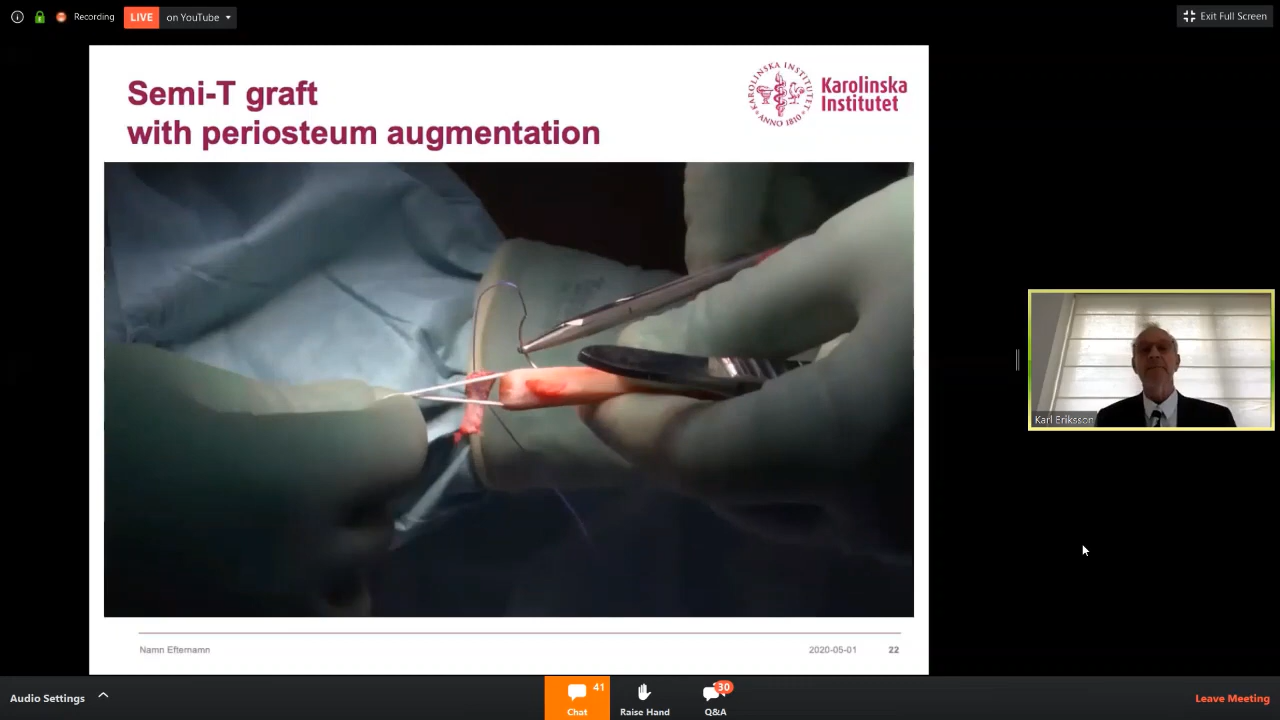 Recording
LIVE
on YouTube
Exit Full Screen
Semi-T graft
with periosteum augmentation
KAROLINSKA INSTITUTET
ANNO 1810
Karolinska
Institutet
Karl Eriksson
Namn Efternamn
2020-05-01
22
Audio Settings
41
Chat
Raise Hand
30
Q&A
Leave Meeting